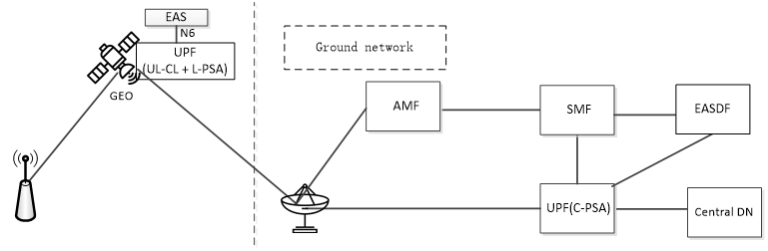 EAS
N6
UPF
(UL-CL + L-PSA)
GEO
Ground network
AMF
SMF
EASDF
UPF(C-PSA)
Central DN